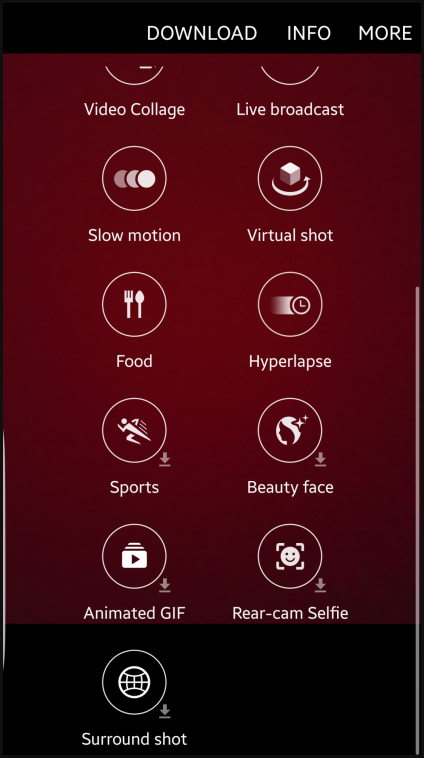 DOWNLOAD INFO MORE
Video Collage Live broadcast
Slow motion Virtual shot
Food Hyperlapse
Sports Beauty face
Animated GIF Rear-cam Selfie
Surround shot